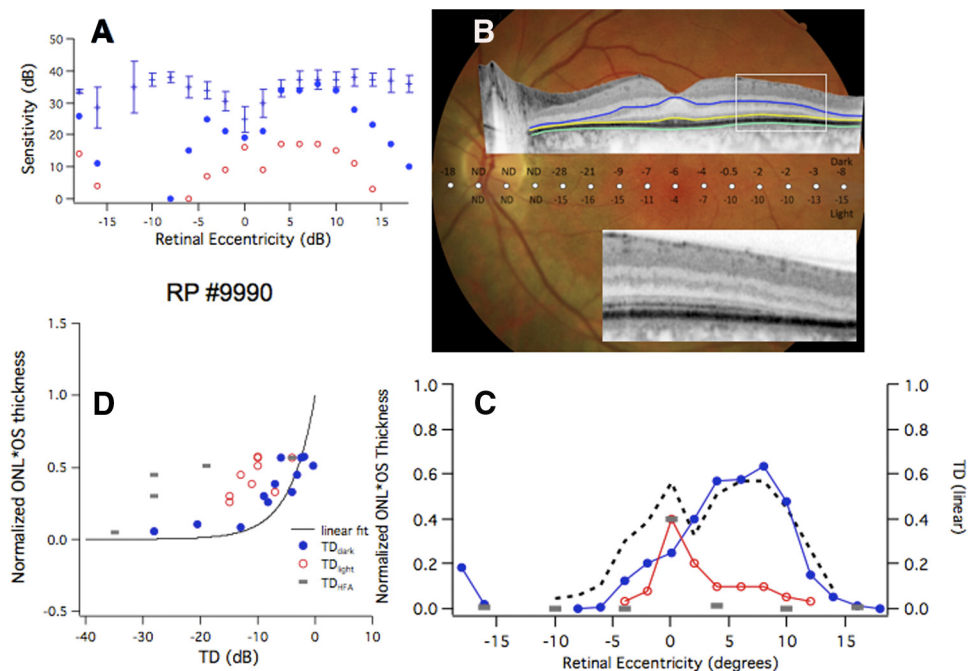 A
50
40
30
20
10
0
Sensitivity (dB)
-15 -10 -5 0 5 10 15
Retinal Eccentricity (dB)
B
Dark
-18 ND ND ND -28 -21 -9 -7 -6 -4 -0.5 -2 -2 -3 -8
ND ND ND -15 -16 -15 -11 -4 -7 -10 -10 -10 -13 -15
Light
RP #9990
D
1.5
1.0
0.5
0.0
-0.5
Normalized ONL*OS thickness
-40 -30 -20 -10 0 10
TD (dB)
linear fit
TDdark
TDlight
TDHFA
C
1.0
0.8
0.6
0.4
0.2
0.0
Normalized ONL*OS Thickness
1.0
0.8
0.6
0.4
0.2
0.0
TD (linear)
-15 -10 -5 0 5 10 15
Retinal Eccentricity (degrees)